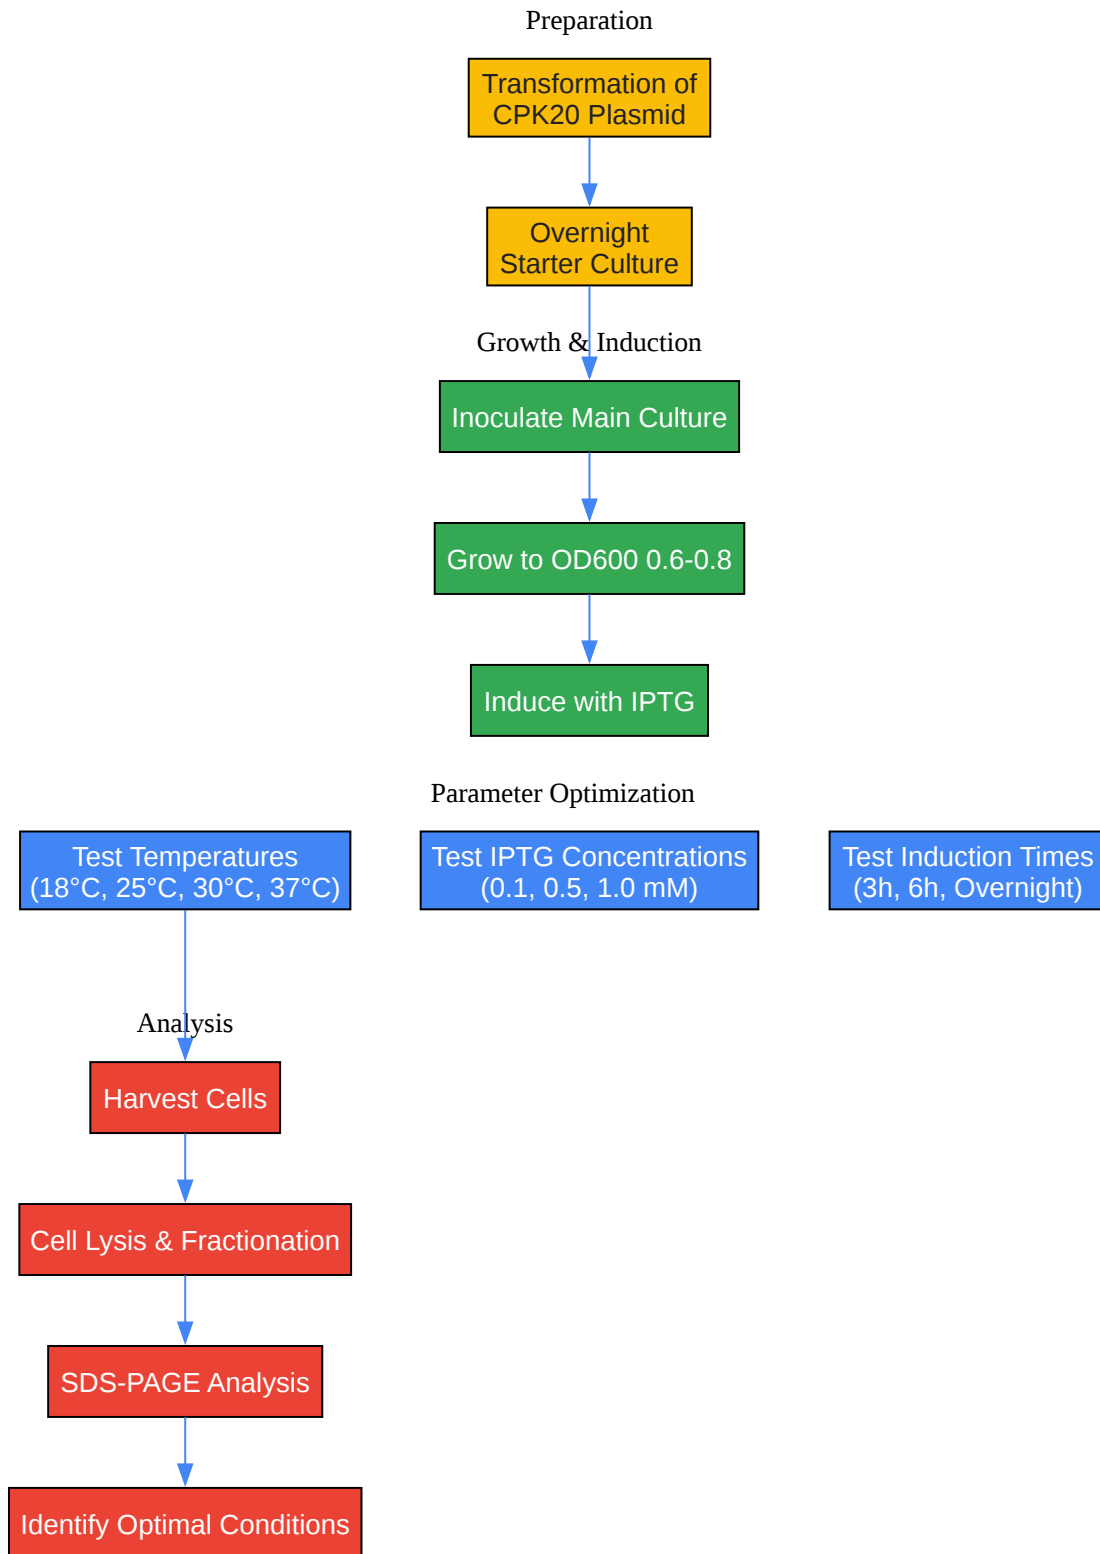 Preparation
Transformation of
CPK20 Plasmid
Overnight
Starter Culture
Growth & Induction
Inoculate Main Culture
Grow to OD600 0.6-0.8
Induce with IPTG
Parameter Optimization
Test Temperatures
(18°C, 25°C, 30°C, 37°C)
Test IPTG Concentrations
(0.1, 0.5, 1.0 mM)
Test Induction Times
(3h, 6h, Overnight)
Analysis
Harvest Cells
Cell Lysis & Fractionation
SDS-PAGE Analysis
Identify Optimal Conditions